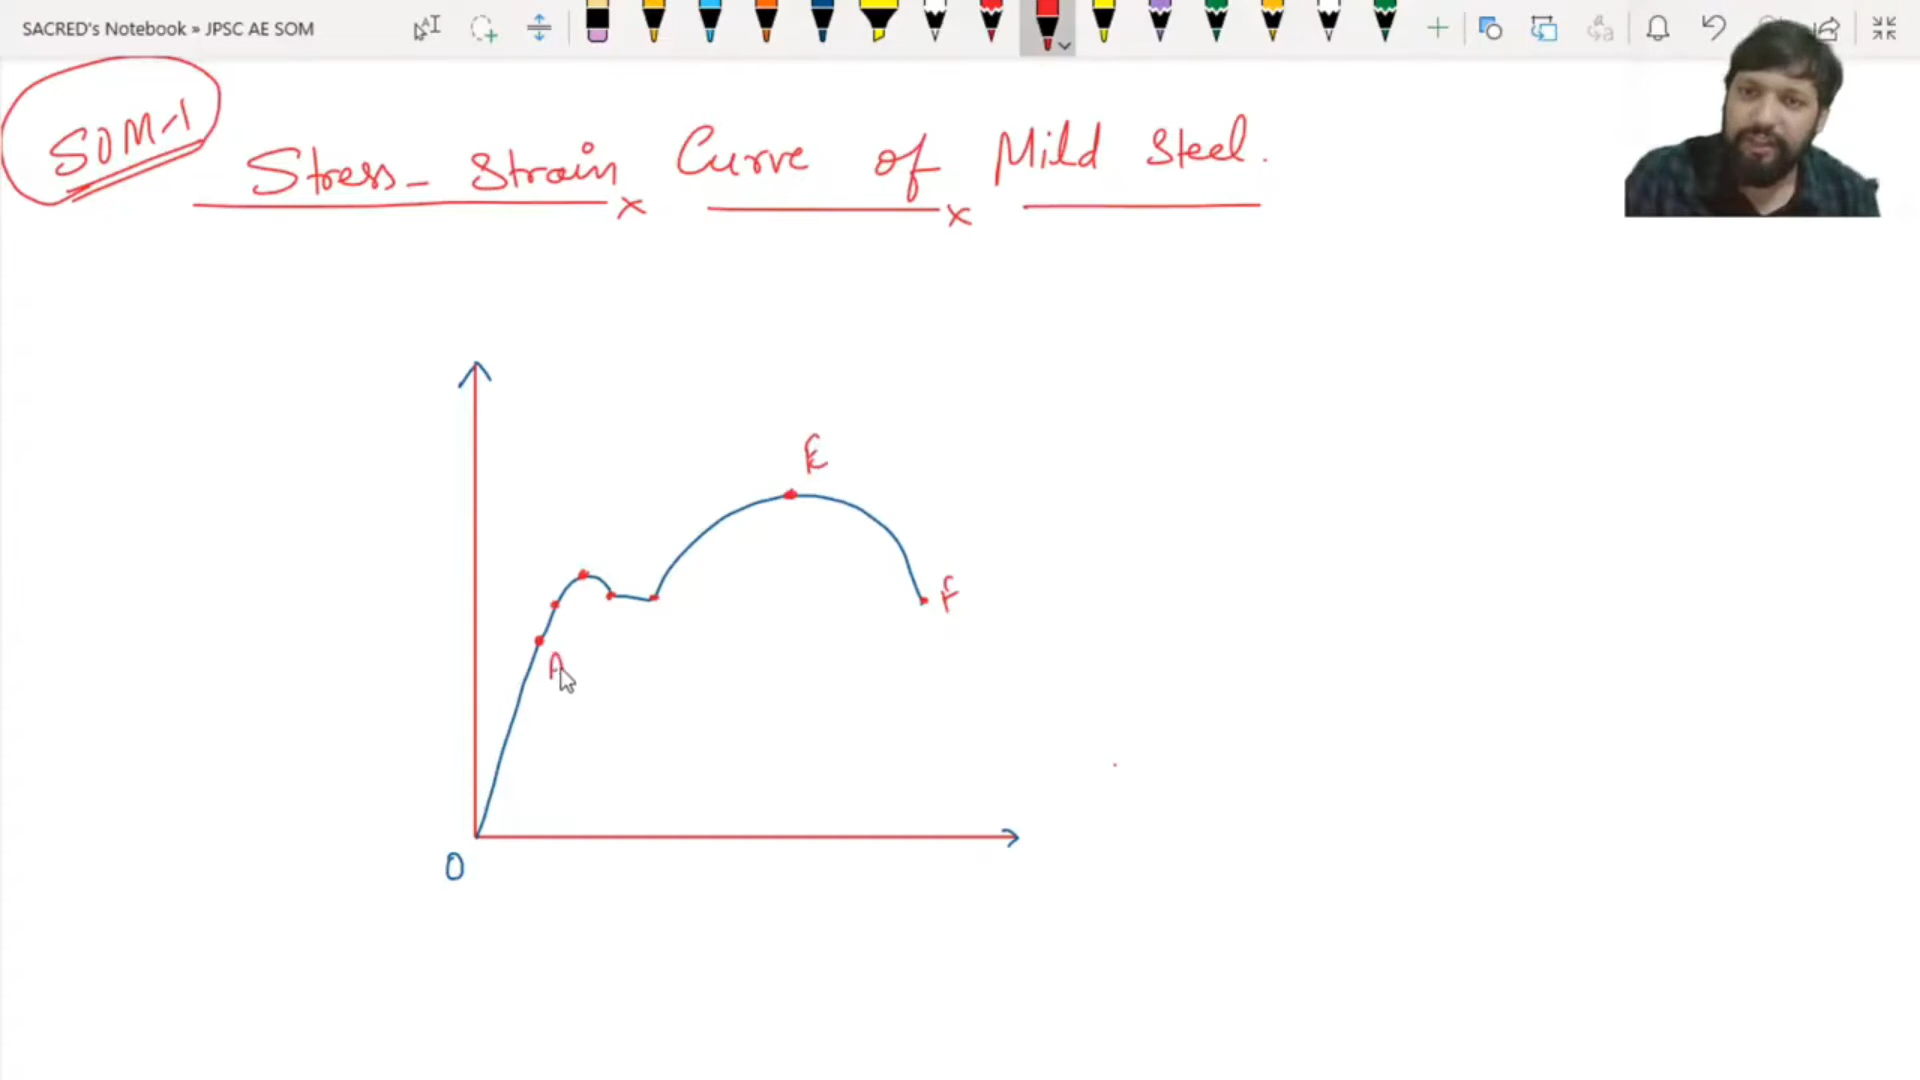 SACRED's Notebook » JPSC AE SOM
SOM-1
Stress - Strain Curve of Mild Steel.
E
F
A
O